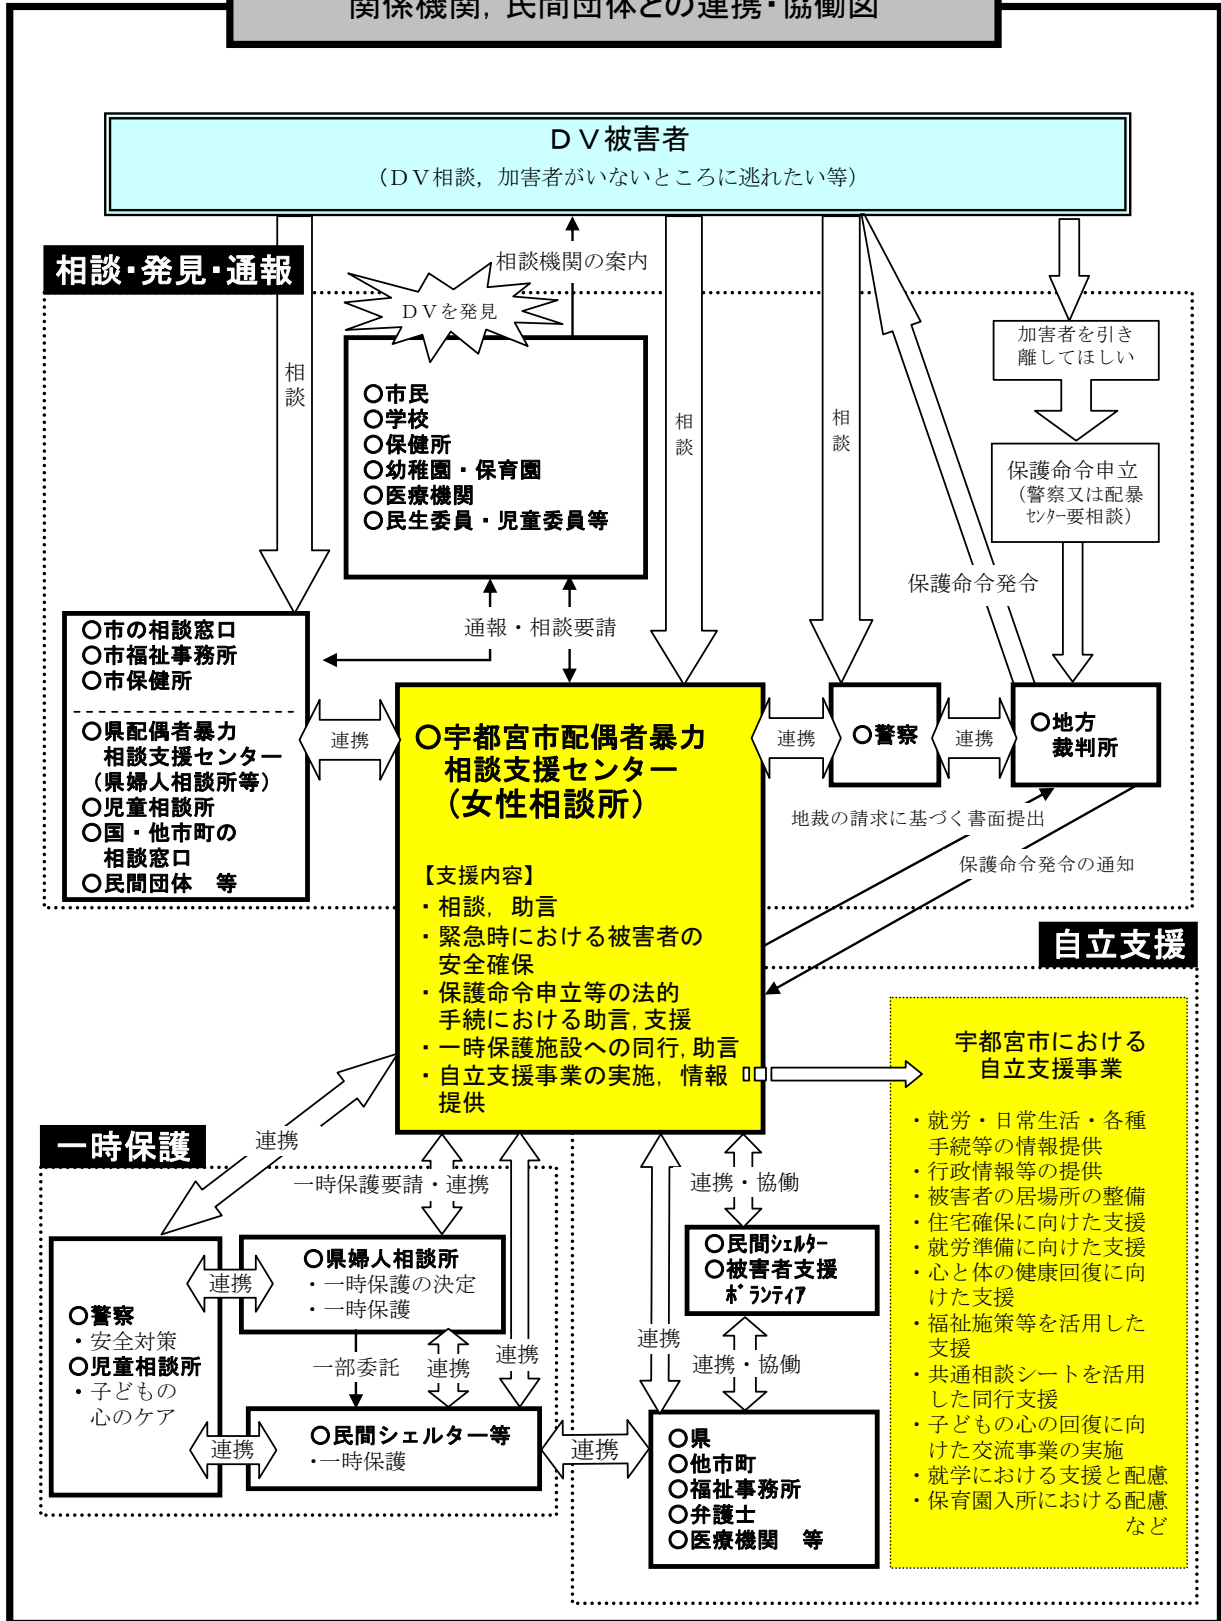 関係機関，民間団体との連携・協働図
ＤＶ被害者
（ＤＶ相談，加害者がいないところに逃れたい等）
相談・発見・通報
相談機関の案内
ＤＶを発見
加害者を引き
離してほしい
相
談
○市民
○学校
○保健所
○幼稚園・保育園
○医療機関
○民生委員・児童委員等
相
談
相
談
保護命令申立
（警察又は配暴
ｾﾝﾀｰ要相談）
保護命令発令
通報・相談要請
○市の相談窓口
○市福祉事務所
○市保健所
○県配偶者暴力
相談支援センター
（県婦人相談所等）
○児童相談所
○国・他市町の
相談窓口
○民間団体　等
連携
○宇都宮市配偶者暴力
相談支援センター
（女性相談所）
【支援内容】
・相談，助言
・緊急時における被害者の
安全確保
・保護命令申立等の法的
手続における助言,支援
・一時保護施設への同行,助言
・自立支援事業の実施，情報
提供
連携
○警察
連携
○地方
裁判所
地裁の請求に基づく書面提出
保護命令発令の通知
自立支援
宇都宮市における
自立支援事業
・就労・日常生活・各種
手続等の情報提供
・行政情報等の提供
・被害者の居場所の整備
・住宅確保に向けた支援
・就労準備に向けた支援
・心と体の健康回復に向
けた支援
・福祉施策等を活用した
支援
・共通相談シートを活用
した同行支援
・子どもの心の回復に向
けた交流事業の実施
・就学における支援と配慮
・保育園入所における配慮
など
一時保護
連携
一時保護要請・連携
連携・協働
○警察
・安全対策
○児童相談所
・子どもの
心のケア
連携
○県婦人相談所
・一時保護の決定
・一時保護
○民間ｼｪﾙﾀｰ
○被害者支援
ﾎﾞﾗﾝﾃｨｱ
一部委託
連携
連携
連携
連携・協働
連携
○民間シェルター等
・一時保護
連携
○県
○他市町
○福祉事務所
○弁護士
○医療機関　等